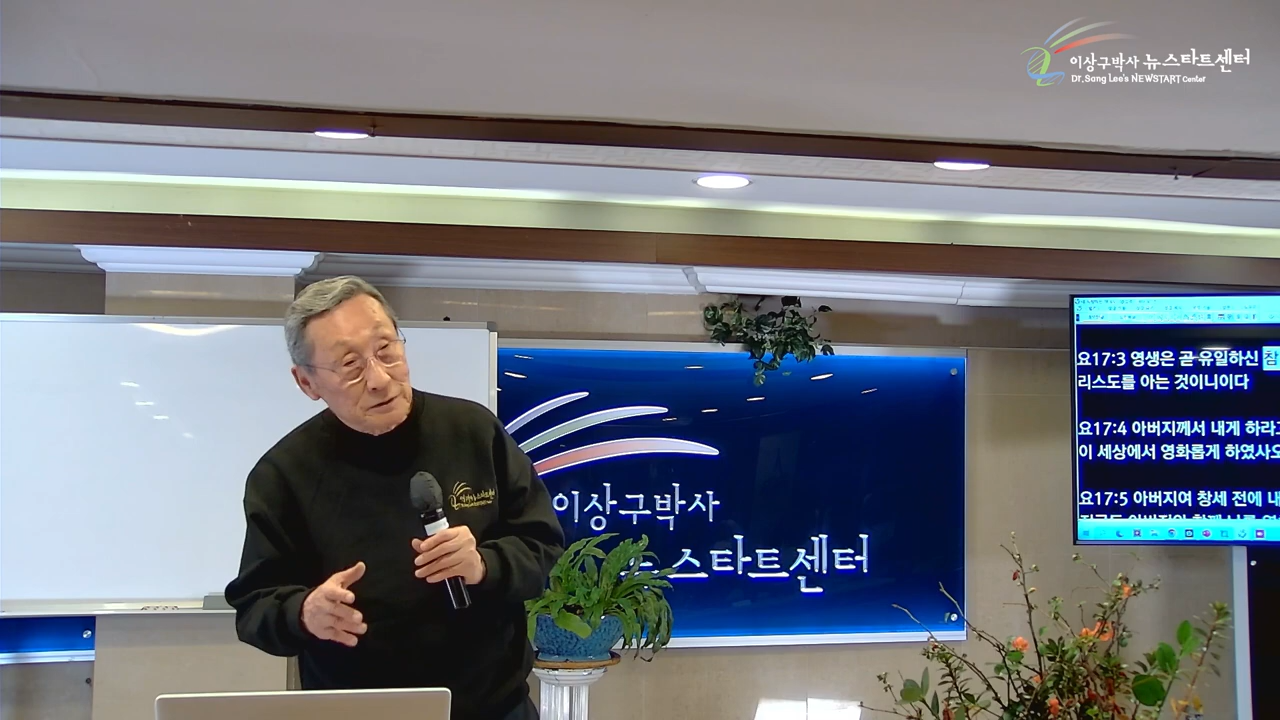 이상구박사 뉴스타트센터
Dr. Sang Lee's NEWSTART Center
요17:3 영생은 곧 유일하신 참
리스도를 아는 것이니이다
요17:4 아버지께서 내게 하라고
이 세상에서 영화롭게 하였사오
요17:5 아버지여 창세 전에 내
이상구박사
뉴스타트센터